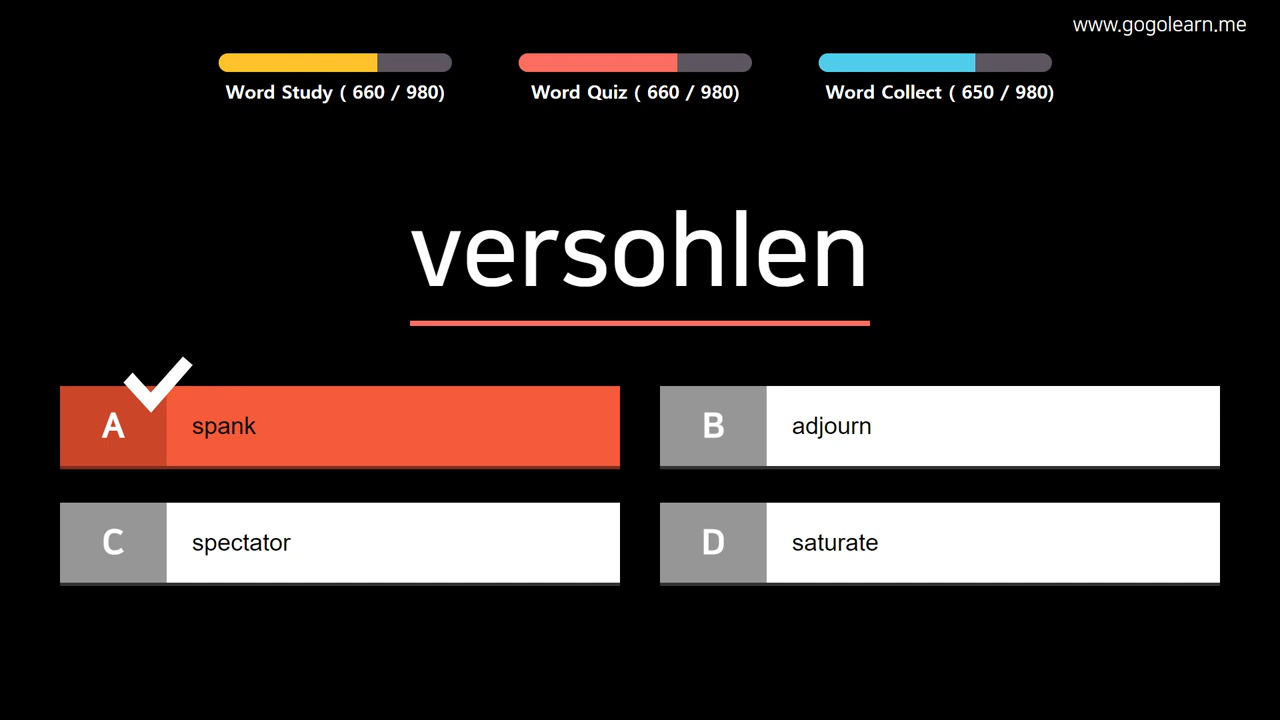 www.gogolearn.me
Word Study ( 660 / 980)
Word Quiz ( 660 / 980)
Word Collect ( 650 / 980)
versohlen
A spank
B adjourn
C spectator
D saturate